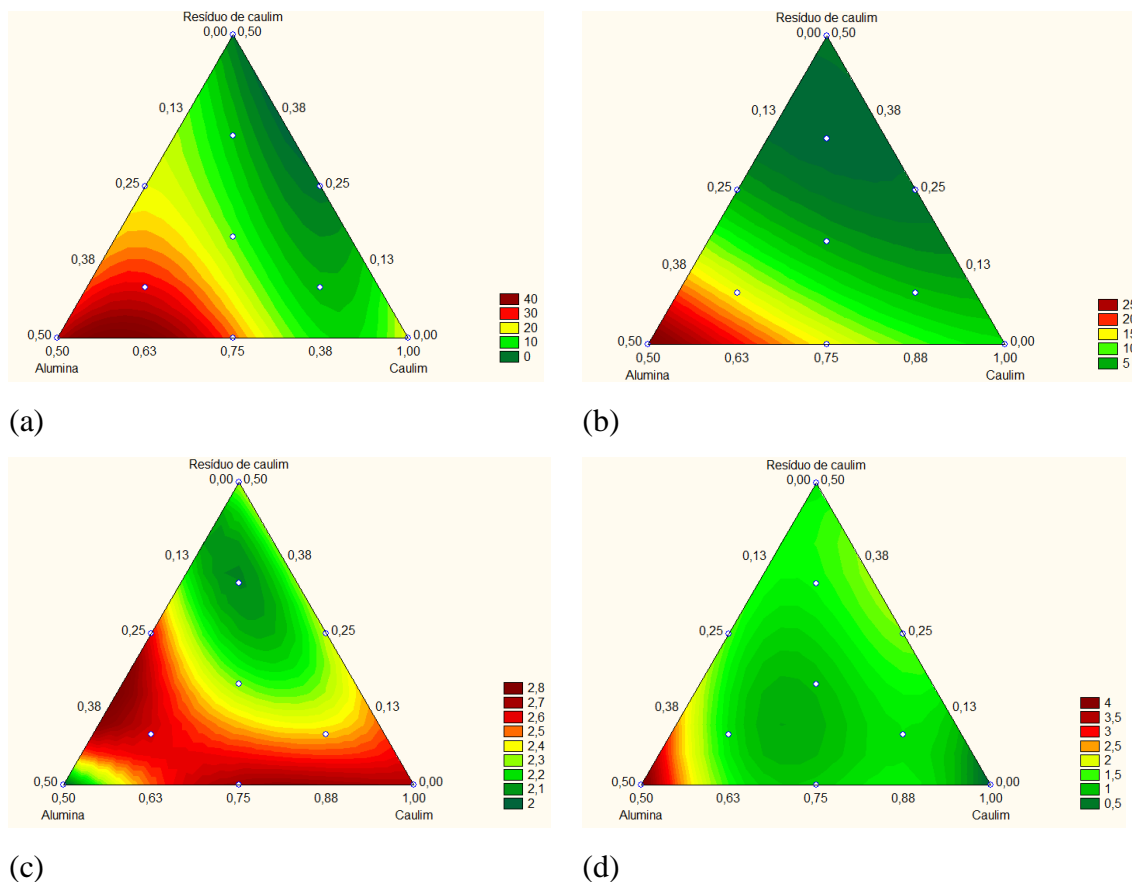 Resíduo de caulim
0,00 0,50
0,13 0,38
0,25 0,25
0,38 0,13
0,50 0,00
0,50 0,63 0,75 0,38 1,00
Alumina Caulim
40
30
20
10
0
(a)
Resíduo de caulim
0,00 0,50
0,13 0,38
0,25 0,25
0,38 0,13
0,50 0,00
0,50 0,63 0,75 0,88 1,00
Alumina Caulim
25
20
15
10
5
(b)
Resíduo de caulim
0,00 0,50
0,13 0,38
0,25 0,25
0,38 0,13
0,50 0,00
0,50 0,63 0,75 0,88 1,00
Alumina Caulim
2,8
2,7
2,6
2,5
2,4
2,3
2,2
2,1
2
(c)
Resíduo de caulim
0,00 0,50
0,13 0,38
0,25 0,25
0,38 0,13
0,50 0,00
0,50 0,63 0,75 0,88 1,00
Alumina Caulim
4
3,5
3
2,5
2
1,5
1
0,5
(d)